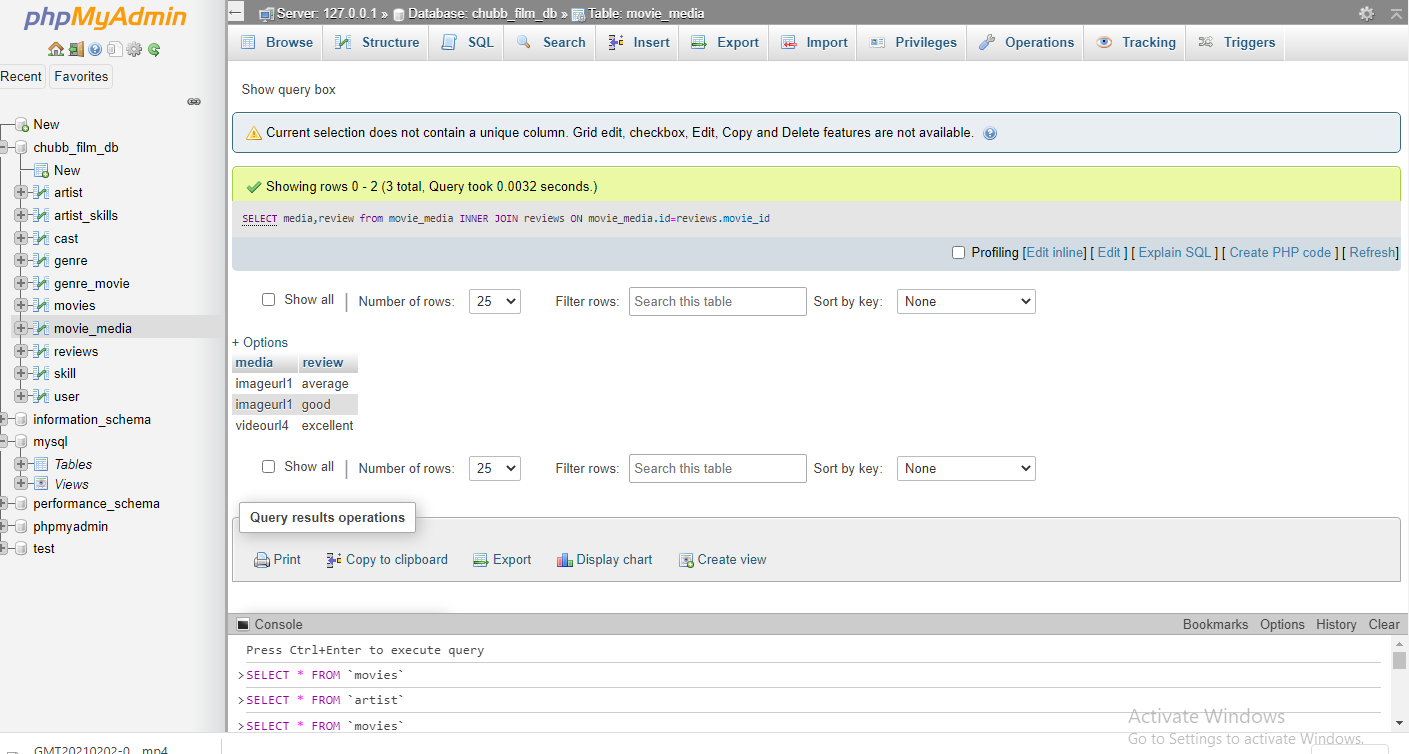 phpMyAdmin
Recent Favorites
New
chubb_film_db
New
artist
artist_skills
cast
genre
genre_movie
movies
movie_media
reviews
skill
user
information_schema
mysql
Tables
Views
performance_schema
phpmyadmin
test
Server: 127.0.0.1 » Database: chubb_film_db » Table: movie_media
Browse Structure SQL Search Insert Export Import Privileges Operations Tracking Triggers
Show query box
Current selection does not contain a unique column. Grid edit, checkbox, Edit, Copy and Delete features are not available.
Showing rows 0 - 2 (3 total, Query took 0.0032 seconds.)
SELECT media,review from movie_media INNER JOIN reviews ON movie_media.id=reviews.movie_id
Profiling [Edit inline] [ Edit ] [ Explain SQL ] [ Create PHP code ] [ Refresh]
Show all | Number of rows: 25 Filter rows: Search this table Sort by key: None
+ Options
media review
imageurl1 average
imageurl1 good
videourl4 excellent
Show all | Number of rows: 25 Filter rows: Search this table Sort by key: None
Query results operations
Print Copy to clipboard Export Display chart Create view
Console Bookmarks Options History Clear
Press Ctrl+Enter to execute query
>SELECT * FROM `movies`
>SELECT * FROM `artist`
>SELECT * FROM `movies`
Activate Windows
Go to Settings to activate Windows.
GMT20210202-0....mp4